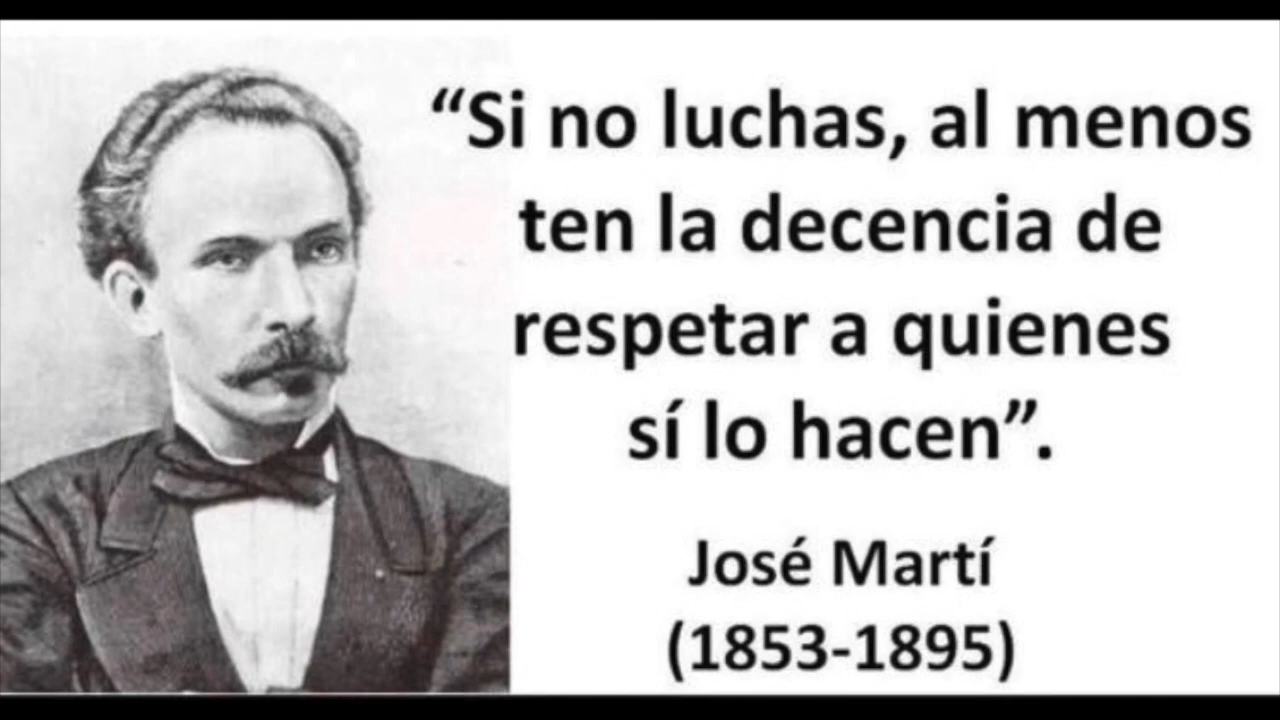 “Si no luchas, al menos
ten la decencia de
respetar a quienes
sí lo hacen”.
José Martí
(1853-1895)